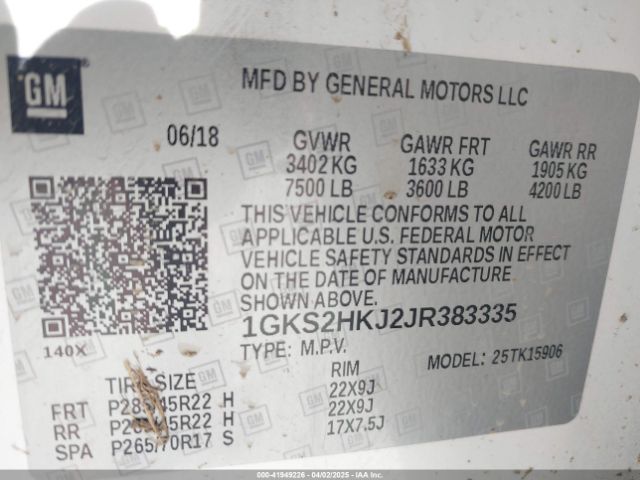 GM
MFD BY GENERAL MOTORS LLC
06/18
GVWR GAWR FRT GAWR RR
3402 KG 1633 KG 1905 KG
7500 LB 3600 LB 4200 LB
THIS VEHICLE CONFORMS TO ALL
APPLICABLE U.S. FEDERAL MOTOR
VEHICLE SAFETY STANDARDS IN EFFECT
ON THE DATE OF MANUFACTURE
SHOWN ABOVE.
1GKS2HKJ2JR383335
140X
TYPE: M.P.V. MODEL: 25TK15906
TIRE SIZE RIM
FRT H 22X9J
RR H 22X9J
SPA P265/70R17 S 17X7.5J
00-41949226 - 04/02/2025 -